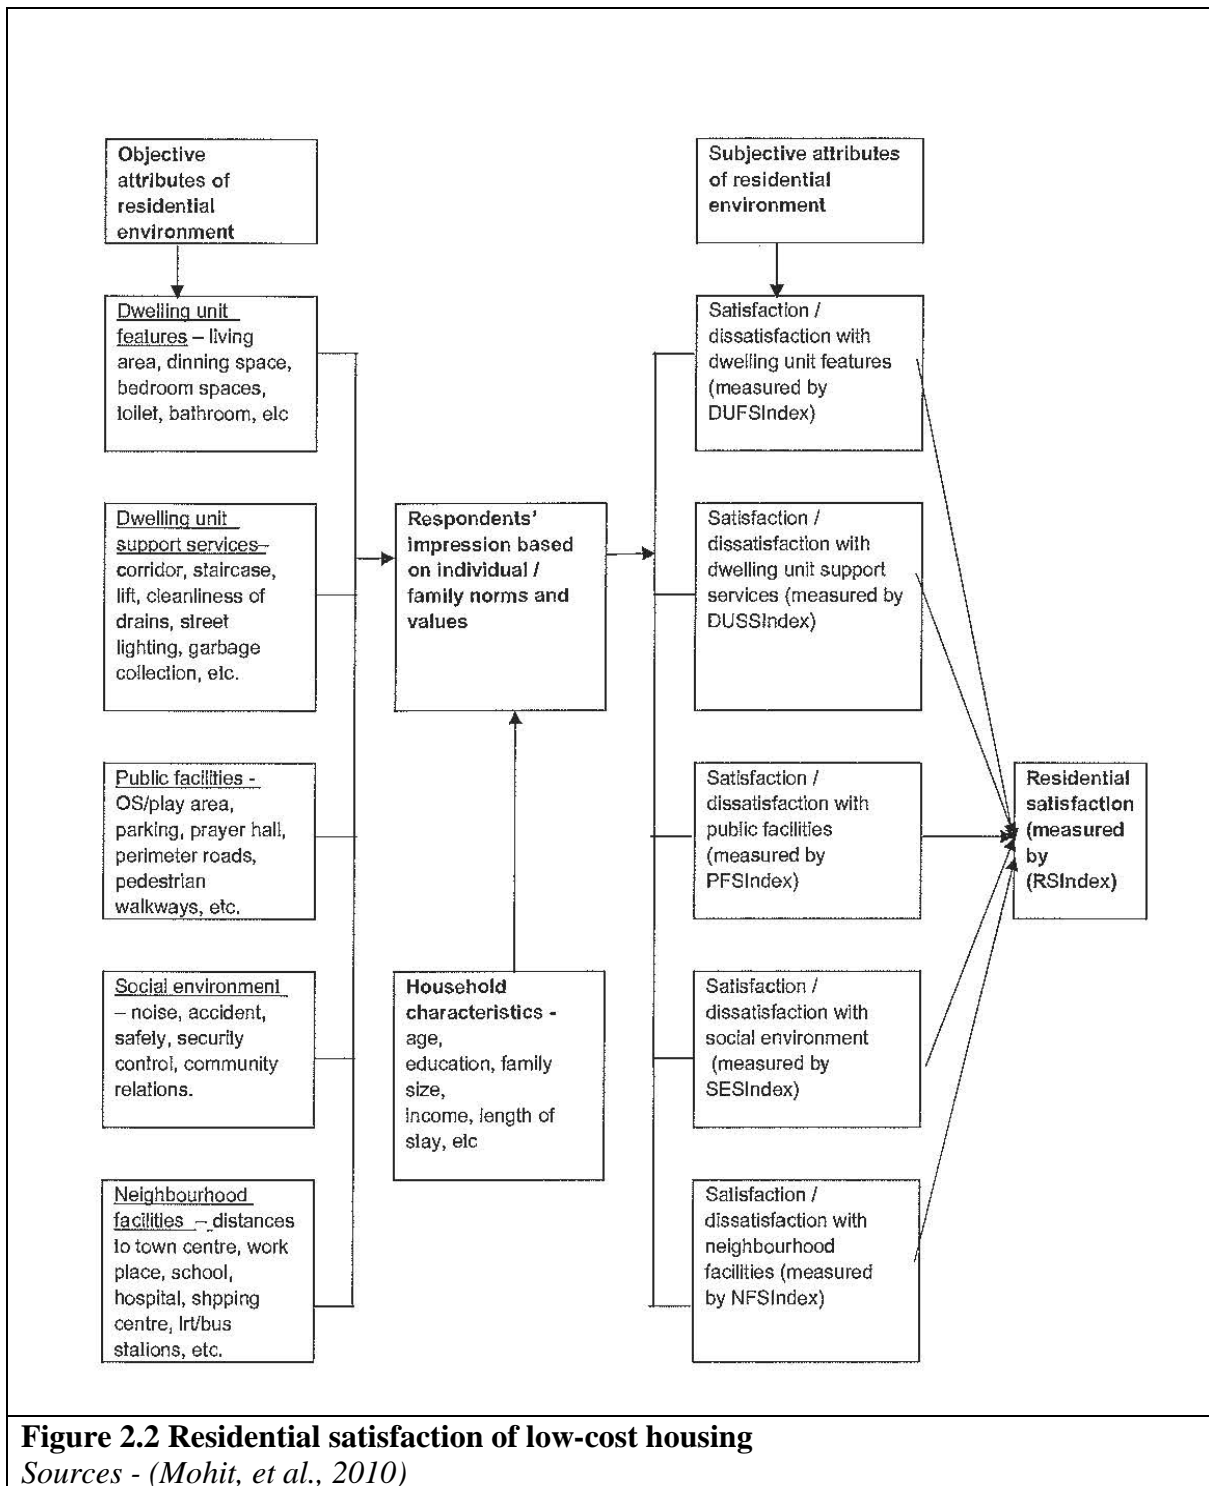 Objective
attributes of
residential
environment
Subjective attributes
of residential
environment
Dwelling unit
features – living
area, dinning space,
bedroom spaces,
toilet, bathroom, etc
Satisfaction /
dissatisfaction with
dwelling unit features
(measured by
DUFSIndex)
Dwelling unit
support services–
corridor, staircase,
lift, cleanliness of
drains, street
lighting, garbage
collection, etc.
Respondents'
impression based
on individual /
family norms and
values
Satisfaction /
dissatisfaction with
dwelling unit support
services (measured by
DUSSIndex)
Public facilities -
OS/play area,
parking, prayer hall,
perimeter roads,
pedestrian
walkways, etc.
Satisfaction /
dissatisfaction with
public facilities
(measured by
PFSIndex)
Residential
satisfaction
(measured
by
(RSIndex)
Social environment
– noise, accident,
safely, security
control, community
relations.
Household
characteristics -
age,
education, family
size,
income, length of
stay, etc
Satisfaction /
dissatisfaction with
social environment
(measured by
SESIndex)
Neighbourhood
facilities – distances
to town centre, work
place, school,
hospital, shpping
centre, lrt/bus
stations, etc.
Satisfaction /
dissatisfaction with
neighbourhood
facilities (measured
by NFSIndex)
Figure 2.2 Residential satisfaction of low-cost housing
Sources - (Mohit, et al., 2010)